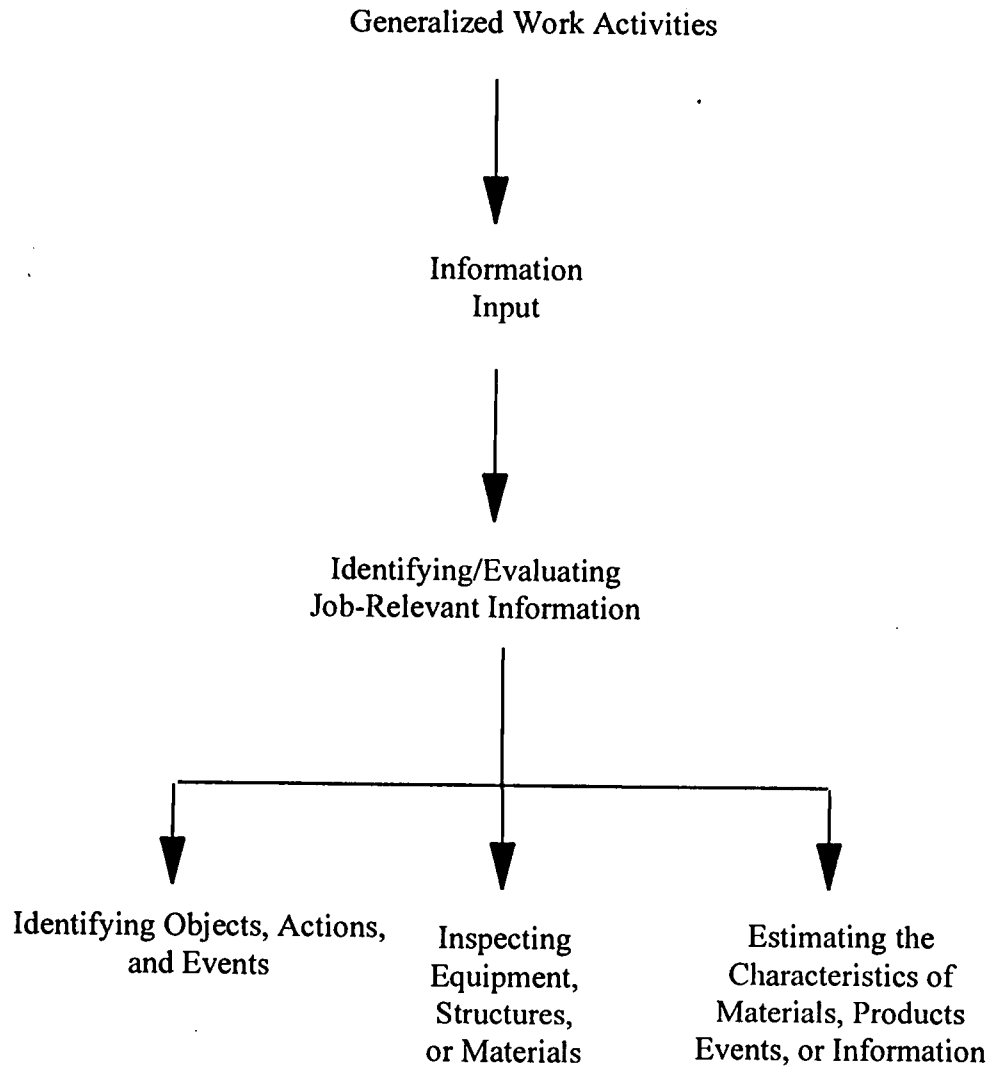 Generalized Work Activities
Information
Input
Identifying/Evaluating
Job-Relevant Information
Identifying Objects, Actions,
and Events
Inspecting
Equipment,
Structures,
or Materials
Estimating the
Characteristics of
Materials, Products
Events, or Information